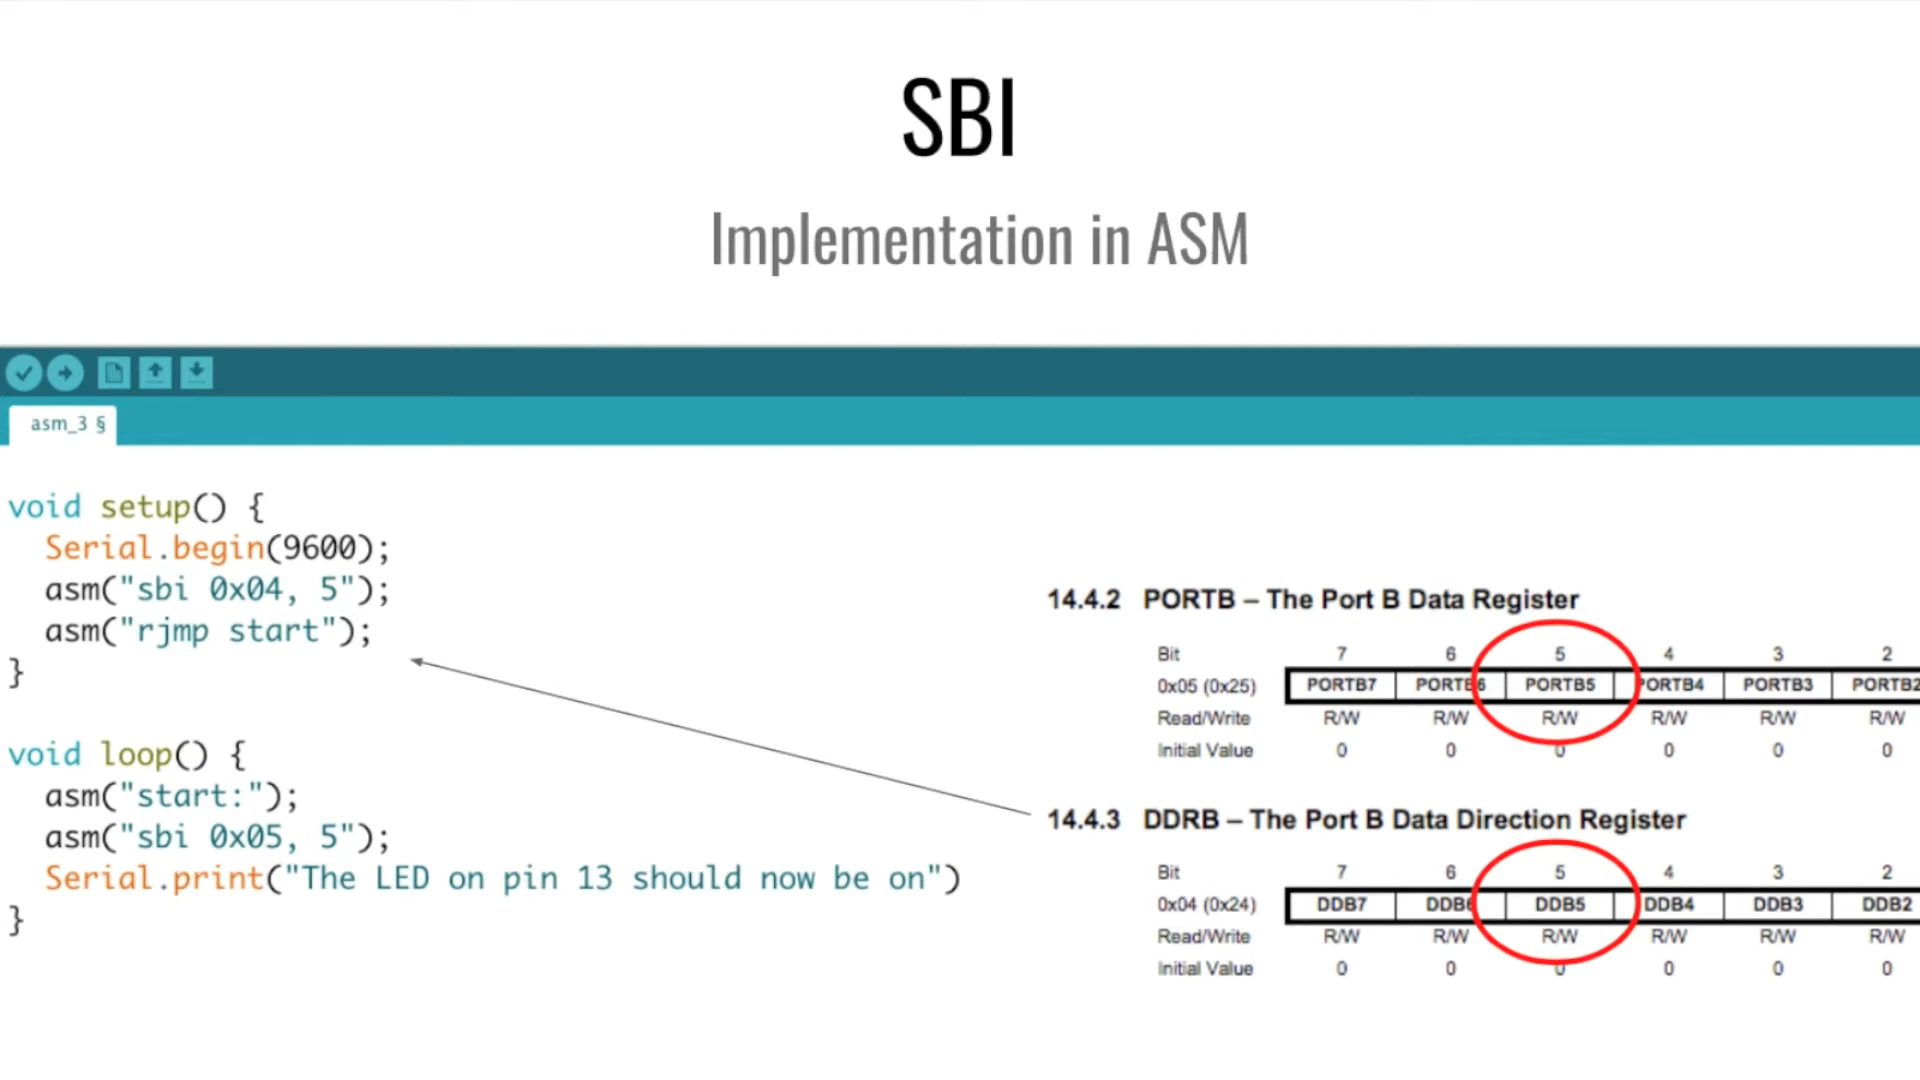 SBI
Implementation in ASM
asm_3 §
void setup() {
Serial.begin(9600);
asm("sbi 0x04, 5");
asm("rjmp start");
}
void loop() {
asm("start:");
asm("sbi 0x05, 5");
Serial.print("The LED on pin 13 should now be on")
}
14.4.2 PORTB – The Port B Data Register
Bit 7 6 5 4 3 2
0x05 (0x25) PORTB7 PORTB6 PORTB5 PORTB4 PORTB3 PORTB2
Read/Write R/W R/W R/W R/W R/W R/W
Initial Value 0 0 0 0 0 0
14.4.3 DDRB – The Port B Data Direction Register
Bit 7 6 5 4 3 2
0x04 (0x24) DDB7 DDB6 DDB5 DDB4 DDB3 DDB2
Read/Write R/W R/W R/W R/W R/W R/W
Initial Value 0 0 0 0 0 0